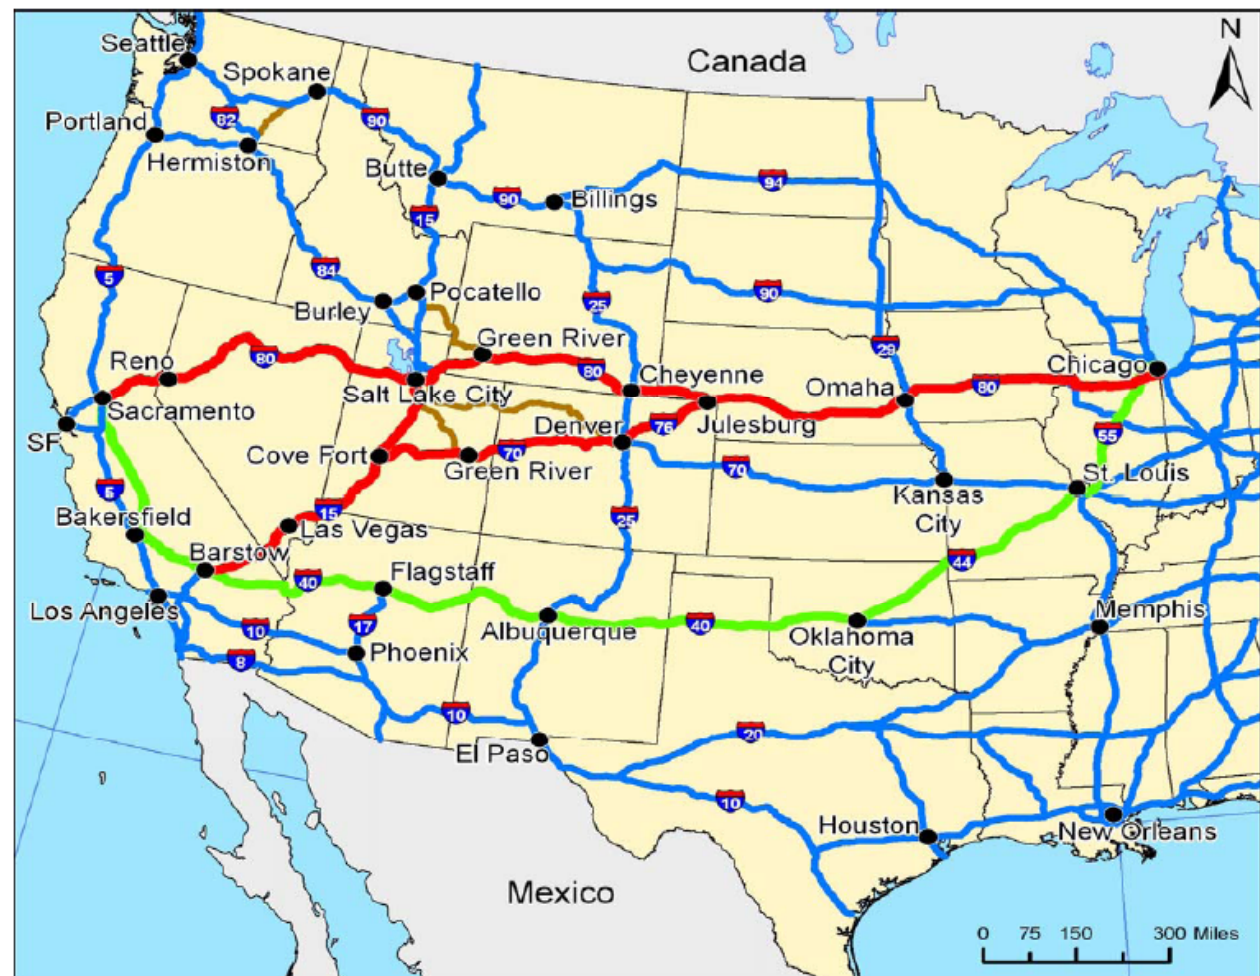 N
Canada
Seattle
Spokane
82
90
Portland
Hermiston
Butte
94
90
Billings
15
5
84
Pocatello
90
Burley
25
Green River
29
Reno
80
80
Cheyenne
Chicago
Salt Lake City
Omaha
80
Sacramento
Denver
76
Julesburg
SF
55
Cove Fort
70
Green River
70
St. Louis
5
Kansas
City
15
25
Bakersfield
Las Vegas
Barstow
44
40
Flagstaff
Los Angeles
Memphis
10
17
Albuquerque
40
Oklahoma
City
8
Phoenix
10
El Paso
20
10
Houston
New Orleans
Mexico
0 75 150 300 Miles